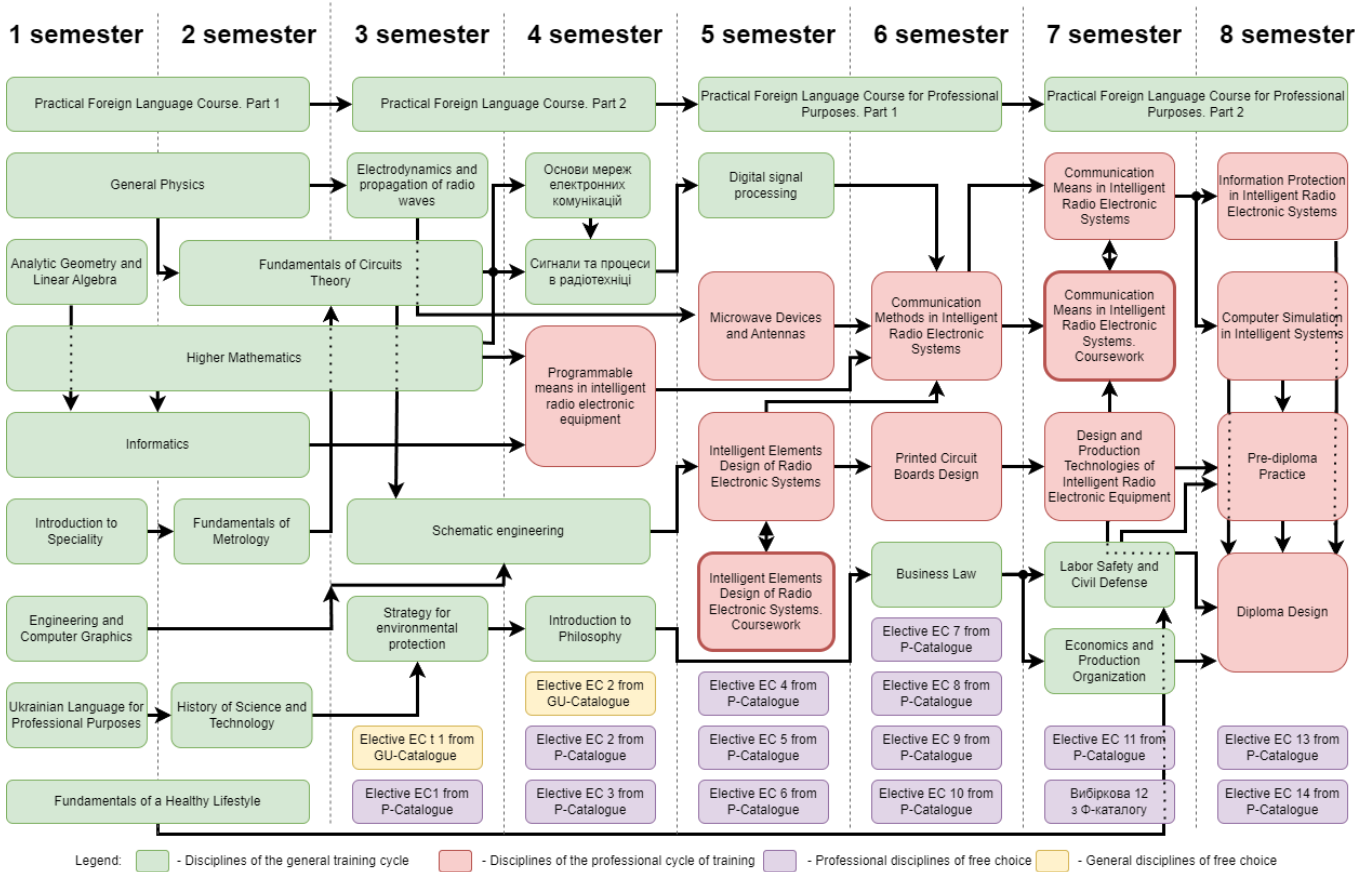 1 semester
2 semester
3 semester
4 semester
5 semester
6 semester
7 semester
8 semester
Practical Foreign Language Course. Part 1
Practical Foreign Language Course. Part 2
Practical Foreign Language Course for Professional
Purposes. Part 1
Practical Foreign Language Course for Professional
Purposes. Part 2
General Physics
Electrodynamics and
propagation of radio
waves
Основи мереж
електронних
комунікацій
Digital signal
processing
Communication
Means in Intelligent
Radio Electronic
Systems
Information Protection
in Intelligent Radio
Electronic Systems
Analytic Geometry and
Linear Algebra
Fundamentals of Circuits
Theory
Сигнали та процеси
в радіотехніці
Microwave Devices
and Antennas
Communication
Methods in Intelligent
Radio Electronic
Systems
Communication
Means in Intelligent
Radio Electronic
Systems.
Coursework
Computer Simulation
in Intelligent Systems
Higher Mathematics
Programmable
means in intelligent
radio electronic
equipment
Informatics
Intelligent Elements
Design of Radio
Electronic Systems
Printed Circuit
Boards Design
Design and
Production
Technologies of
Intelligent Radio
Electronic Equipment
Pre-diploma
Practice
Introduction to
Speciality
Fundamentals of
Metrology
Schematic engineering
Intelligent Elements
Design of Radio
Electronic Systems.
Coursework
Business Law
Labor Safety and
Civil Defense
Diploma Design
Engineering and
Computer Graphics
Strategy for
environmental
protection
Introduction to
Philosophy
Elective EC 7 from
P-Catalogue
Economics and
Production
Organization
Ukrainian Language for
Professional Purposes
History of Science and
Technology
Elective EC 2 from
GU-Catalogue
Elective EC 4 from
P-Catalogue
Elective EC 8 from
P-Catalogue
Elective EC t 1 from
GU-Catalogue
Elective EC 2 from
P-Catalogue
Elective EC 5 from
P-Catalogue
Elective EC 9 from
P-Catalogue
Elective EC 11 from
P-Catalogue
Elective EC 13 from
P-Catalogue
Fundamentals of a Healthy Lifestyle
Elective EC1 from
P-Catalogue
Elective EC 3 from
P-Catalogue
Elective EC 6 from
P-Catalogue
Elective EC 10 from
P-Catalogue
Вибіркова 12
з Ф-каталогу
Elective EC 14 from
P-Catalogue
Legend:
- Disciplines of the general training cycle
- Disciplines of the professional cycle of training
- Professional disciplines of free choice
- General disciplines of free choice